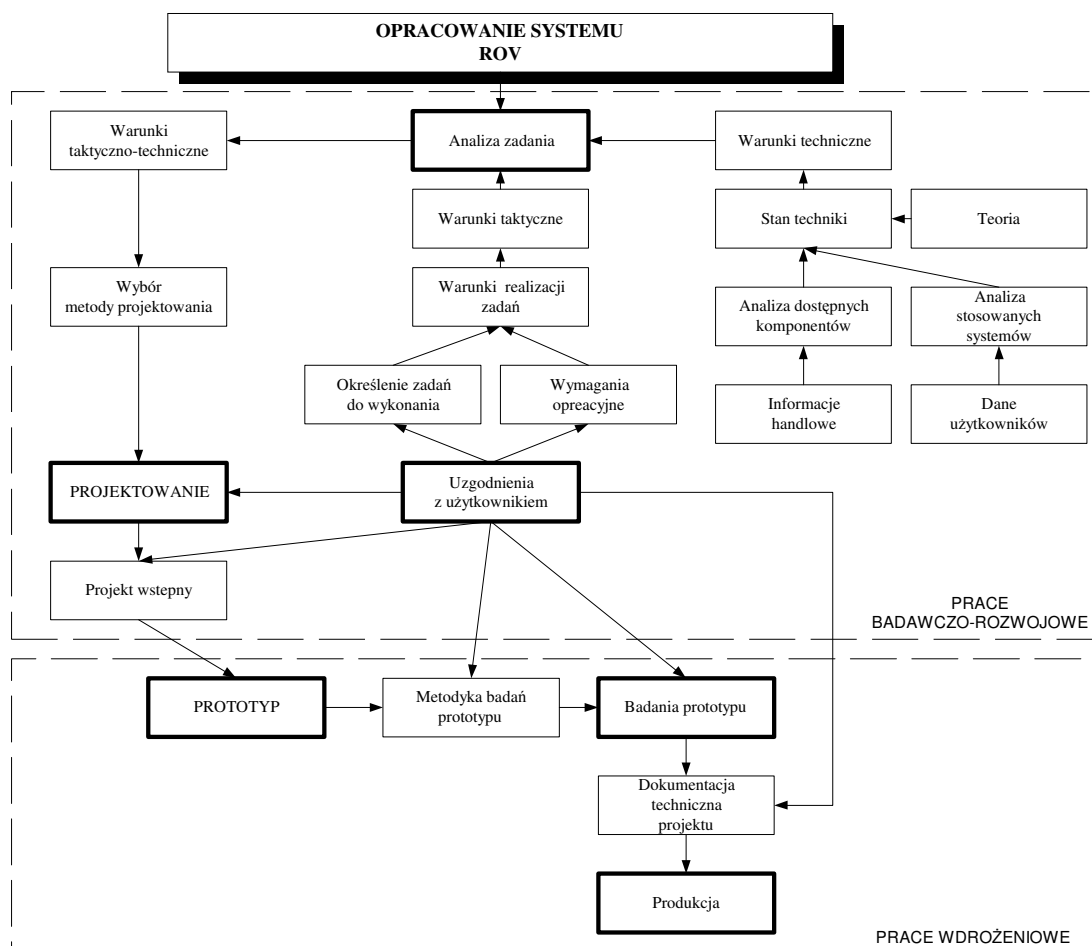 OPRACOWANIE SYSTEMU
ROV
Warunki
taktyczno-techniczne
Analiza zadania
Warunki techniczne
Warunki taktyczne
Stan techniki
Teoria
Wybór
metody projektowania
Warunki realizacji
zadań
Analiza dostępnych
komponentów
Analiza
stosowanych
systemów
Określenie zadań
do wykonania
Wymagania
opreacyjne
Informacje
handlowe
Dane
użytkowników
PROJEKTOWANIE
Uzgodnienia
z użytkownikiem
Projekt wstepny
PRACE
BADAWCZO-ROZWOJOWE
PROTOTYP
Metodyka badań
prototypu
Badania prototypu
Dokumentacja
techniczna
projektu
Produkcja
PRACE WDROŻENIOWE